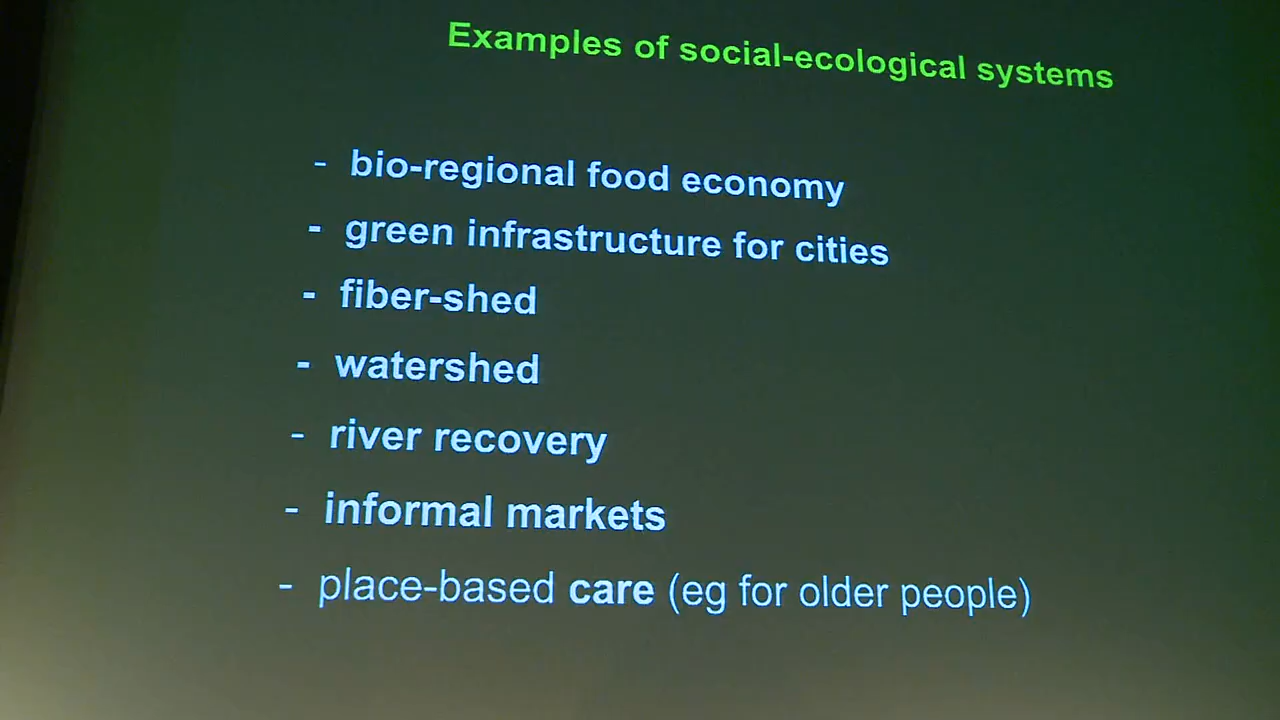 Examples of social-ecological systems
- bio-regional food economy
- green infrastructure for cities
- fiber-shed
- watershed
- river recovery
- informal markets
- place-based care (eg for older people)